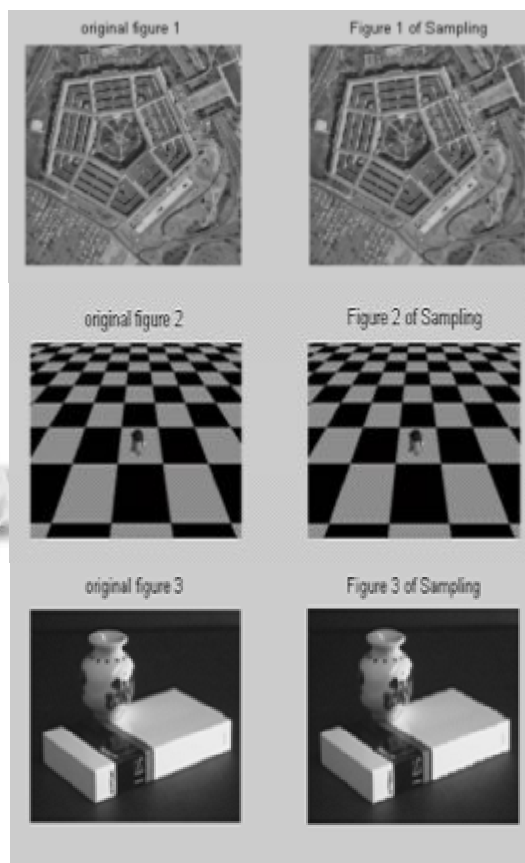 original figure 1
Figure 1 of Sampling
original figure 2
Figure 2 of Sampling
original figure 3
Figure 3 of Sampling